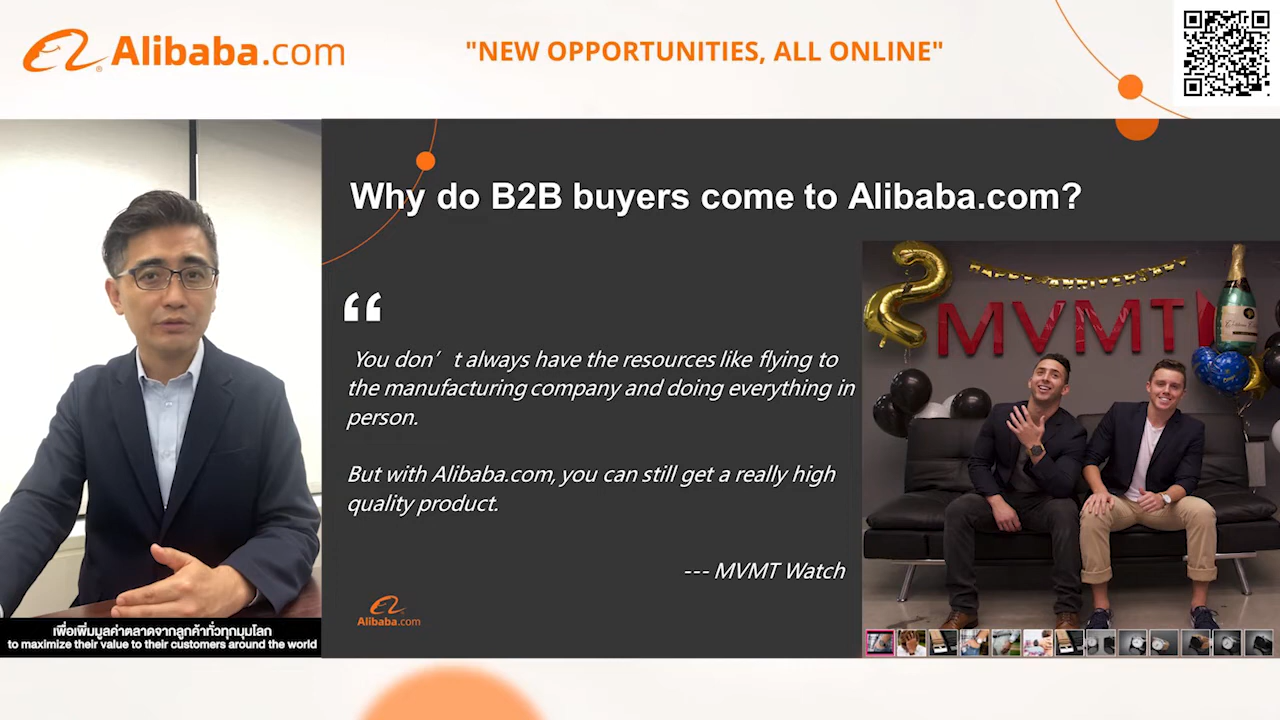 Alibaba.com
"NEW OPPORTUNITIES, ALL ONLINE"
Why do B2B buyers come to Alibaba.com?
“
You don’t always have the resources like flying to
the manufacturing company and doing everything in
person.
But with Alibaba.com, you can still get a really high
quality product.
--- MVMT Watch
Alibaba.com
HAPPY ANNIVERSARY
2
MVMT
เพื่อเพิ่มมูลค่าตลาดจากลูกค้าทั่วทุกมุมโลก
to maximize their value to their customers around the world